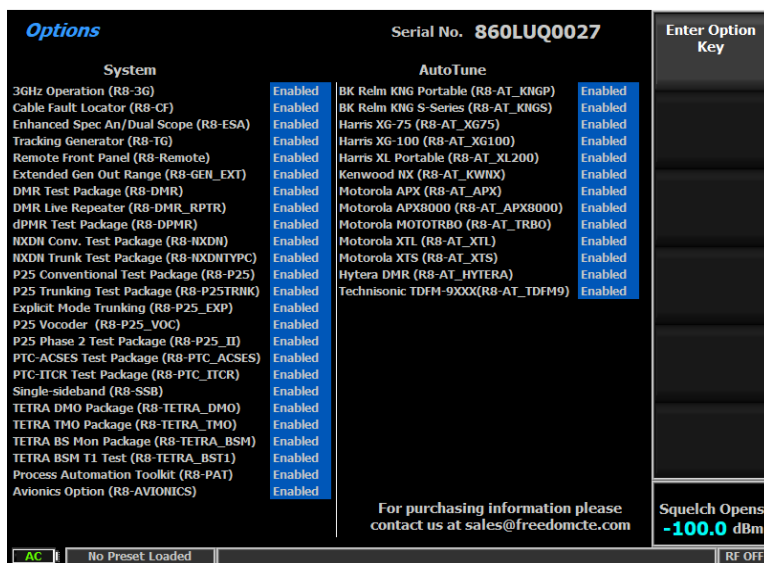 Options
Serial No. 860LUQ0027
Enter Option Key
System
3GHz Operation (R8-3G) Enabled
Cable Fault Locator (R8-CF) Enabled
Enhanced Spec An/Dual Scope (R8-ESA) Enabled
Tracking Generator (R8-TG) Enabled
Remote Front Panel (R8-Remote) Enabled
Extended Gen Out Range (R8-GEN_EXT) Enabled
DMR Test Package (R8-DMR) Enabled
DMR Live Repeater (R8-DMR_RPTR) Enabled
dPMR Test Package (R8-DPMR) Enabled
NXDN Conv. Test Package (R8-NXDN) Enabled
NXDN Trunk Test Package (R8-NXDNTYPC) Enabled
P25 Conventional Test Package (R8-P25) Enabled
P25 Trunking Test Package (R8-P25TRNK) Enabled
Explicit Mode Trunking (R8-P25_EXP) Enabled
P25 Vocoder (R8-P25_VOC) Enabled
P25 Phase 2 Test Package (R8-P25_II) Enabled
PTC-ACSES Test Package (R8-PTC_ACSES) Enabled
PTC-ITCR Test Package (R8-PTC_ITCR) Enabled
Single-sideband (R8-SSB) Enabled
TETRA DMO Package (R8-TETRA_DMO) Enabled
TETRA TMO Package (R8-TETRA_TMO) Enabled
TETRA BS Mon Package (R8-TETRA_BSM) Enabled
TETRA BSM T1 Test (R8-TETRA_BST1) Enabled
Process Automation Toolkit (R8-PAT) Enabled
Avionics Option (R8-AVIONICS) Enabled
AutoTune
BK Relm KNG Portable (R8-AT_KNGP) Enabled
BK Relm KNG S-Series (R8-AT_KNGS) Enabled
Harris XG-75 (R8-AT_XG75) Enabled
Harris XG-100 (R8-AT_XG100) Enabled
Harris XL Portable (R8-AT_XL200) Enabled
Kenwood NX (R8-AT_KWNX) Enabled
Motorola APX (R8-AT_APX) Enabled
Motorola APX8000 (R8-AT_APX8000) Enabled
Motorola MOTOTRBO (R8-AT_TRBO) Enabled
Motorola XTL (R8-AT_XTL) Enabled
Motorola XTS (R8-AT_XTS) Enabled
Hytera DMR (R8-AT_HYTERA) Enabled
Technisonic TDFM-9XXX(R8-AT_TDFM9) Enabled
For purchasing information please
contact us at sales@freedomcte.com
Squelch Opens
-100.0 dBm
AC
No Preset Loaded
RF OFF